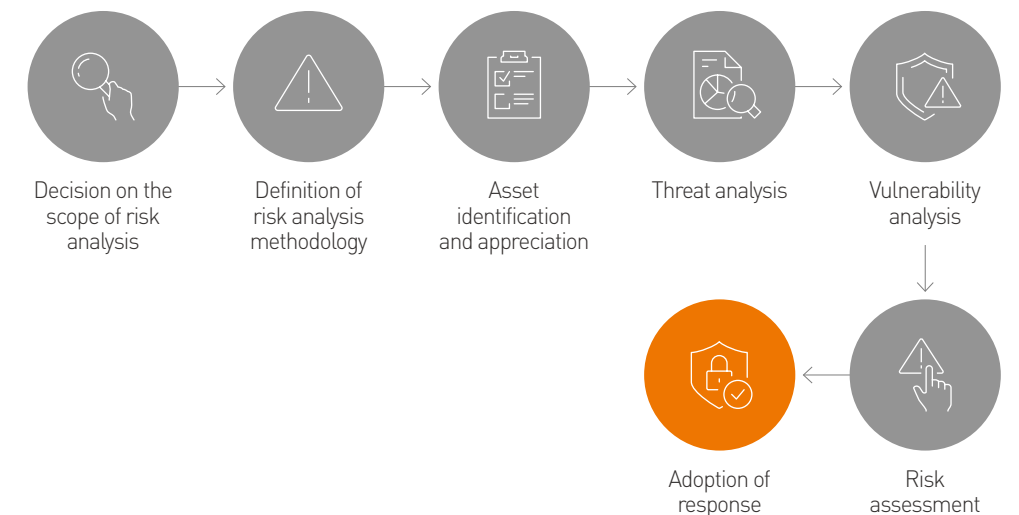 Decision on the
scope of risk
analysis
Definition of
risk analysis
methodology
Asset
identification
and appreciation
Threat analysis
Vulnerability
analysis
Adoption of
response
Risk
assessment